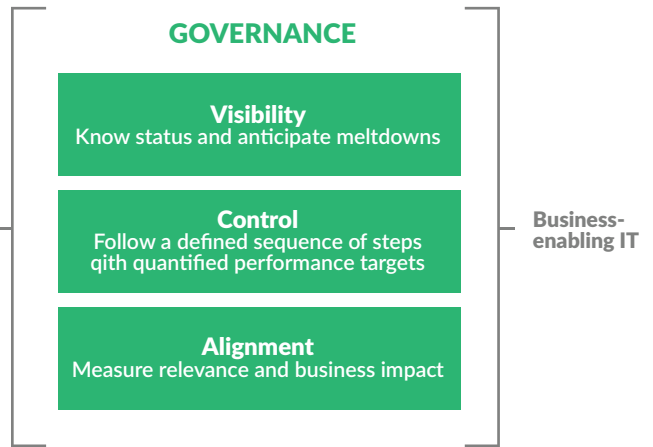 GOVERNANCE
Visibility
Know status and anticipate meltdowns
Control
Follow a defined sequence of steps
qith quantified performance targets
Alignment
Measure relevance and business impact
Business-
enabling IT